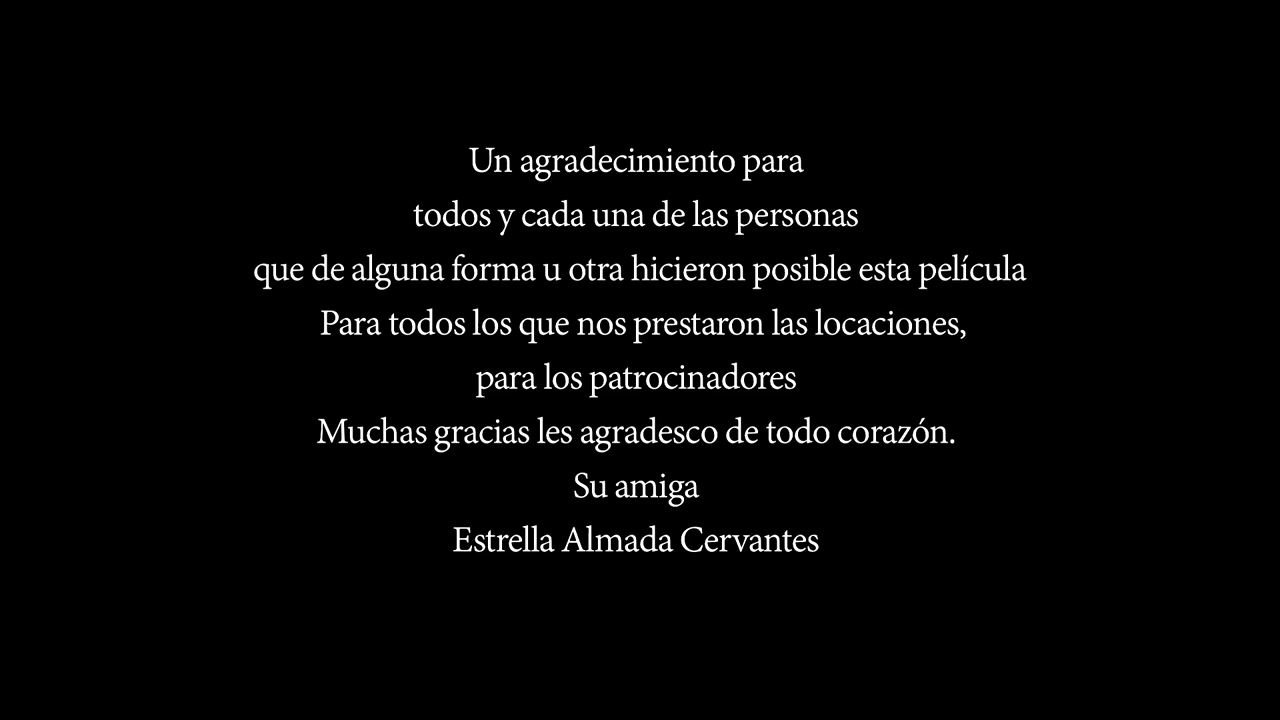 Un agradecimiento para
todos y cada una de las personas
que de alguna forma u otra hicieron posible esta película
Para todos los que nos prestaron las locaciones,
para los patrocinadores
Muchas gracias les agradesco de todo corazón.
Su amiga
Estrella Almada Cervantes